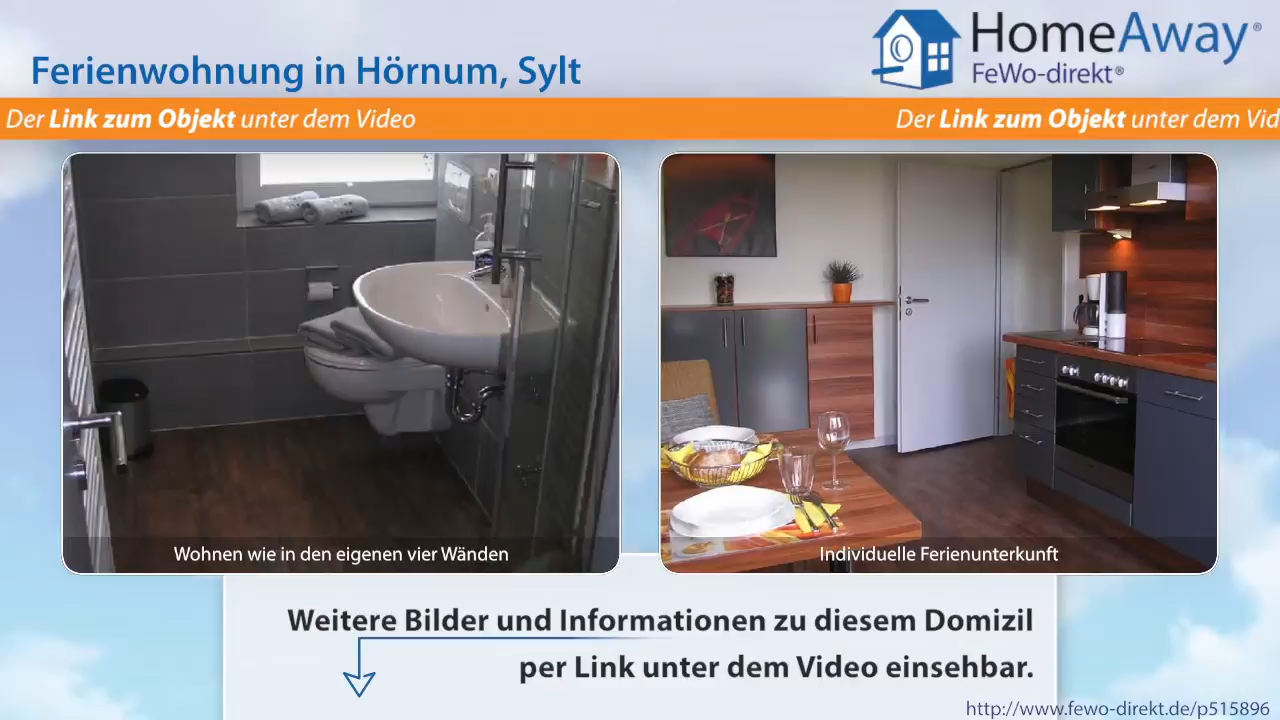 HomeAway®
FeWo-direkt®
Ferienwohnung in Hörnum, Sylt
Der Link zum Objekt unter dem Video
Der Link zum Objekt unter dem Vid
Wohnen wie in den eigenen vier Wänden
Individuelle Ferienunterkunft
Weitere Bilder und Informationen zu diesem Domizil
per Link unter dem Video einsehbar.
http://www.fewo-direkt.de/p515896